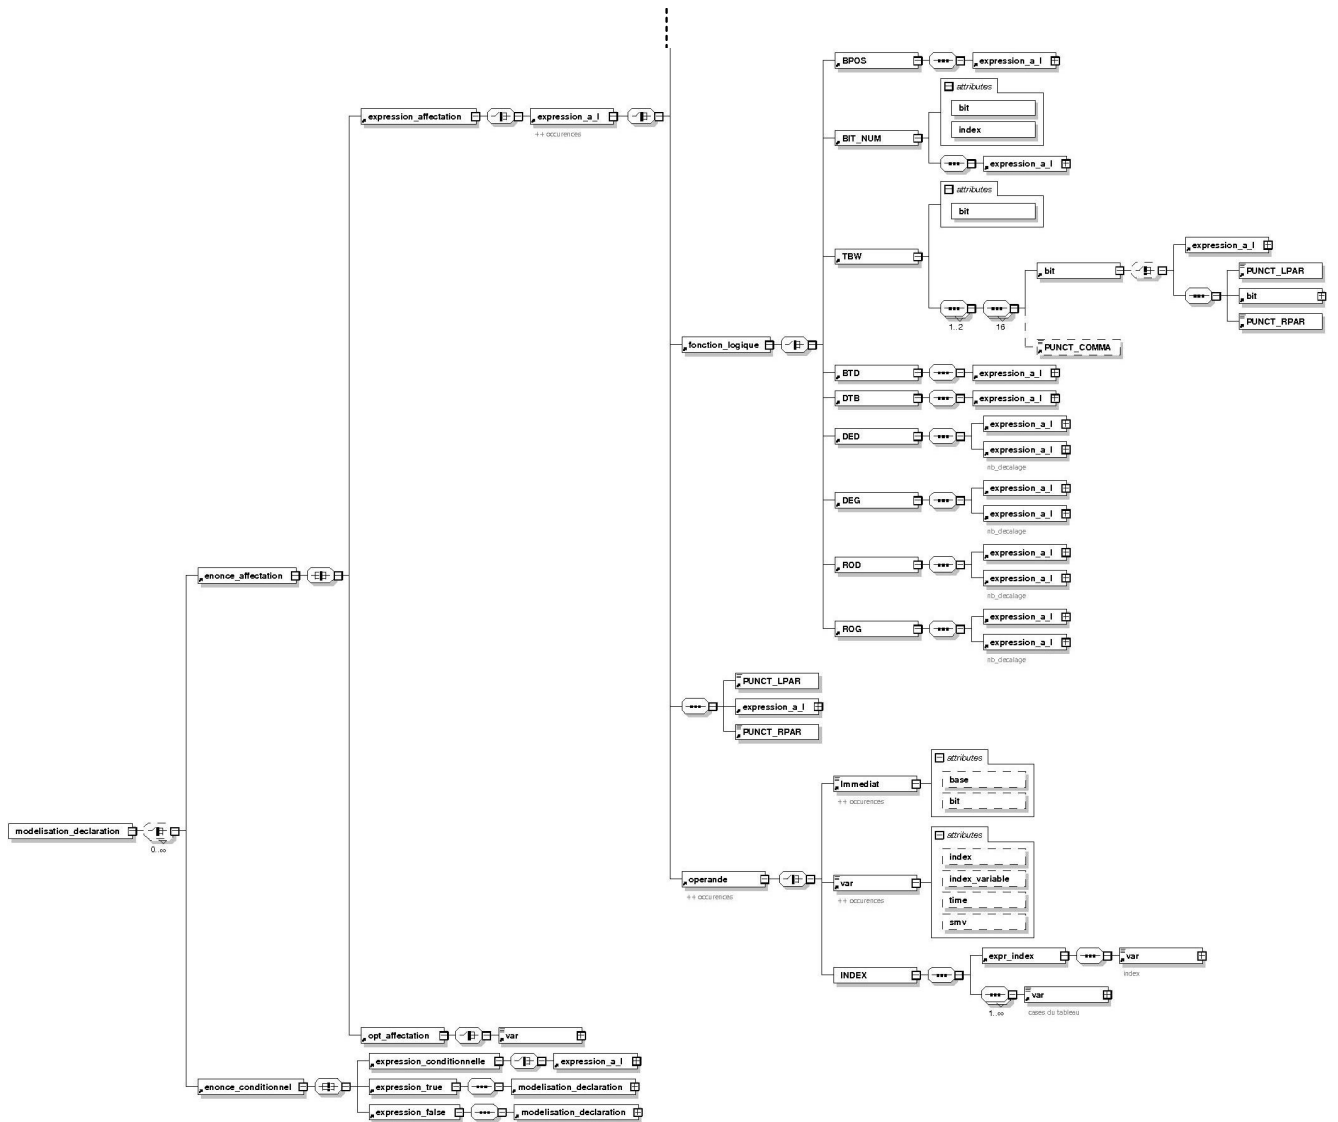 BPOS
expression_a_l
attributes
bit
expression_affectation
expression_a_l
index
++ occurences
BIT_NUM
expression_a_l
attributes
bit
expression_a_l
TBW
bit
PUNCT_LPAR
bit
1..2
16
PUNCT_RPAR
fonction_logique
PUNCT_COMMA
BTD
expression_a_l
DTB
expression_a_l
expression_a_l
DED
expression_a_l
nb_decalage
expression_a_l
DEG
expression_a_l
nb_decalage
expression_a_l
ROD
enonce_affectation
expression_a_l
nb_decalage
expression_a_l
ROG
expression_a_l
nb_decalage
PUNCT_LPAR
expression_a_l
PUNCT_RPAR
attributes
Immediat
base
++ occurences
bit
modelisation_declaration
0..∞
attributes
index
operande
var
index_variable
++ occurences
++ occurences
time
smv
expr_index
var
INDEX
index
var
1..∞
cases du tableau
opt_affectation
var
expression_conditionnelle
expression_a_l
enonce_conditionnel
expression_true
modelisation_declaration
expression_false
modelisation_declaration